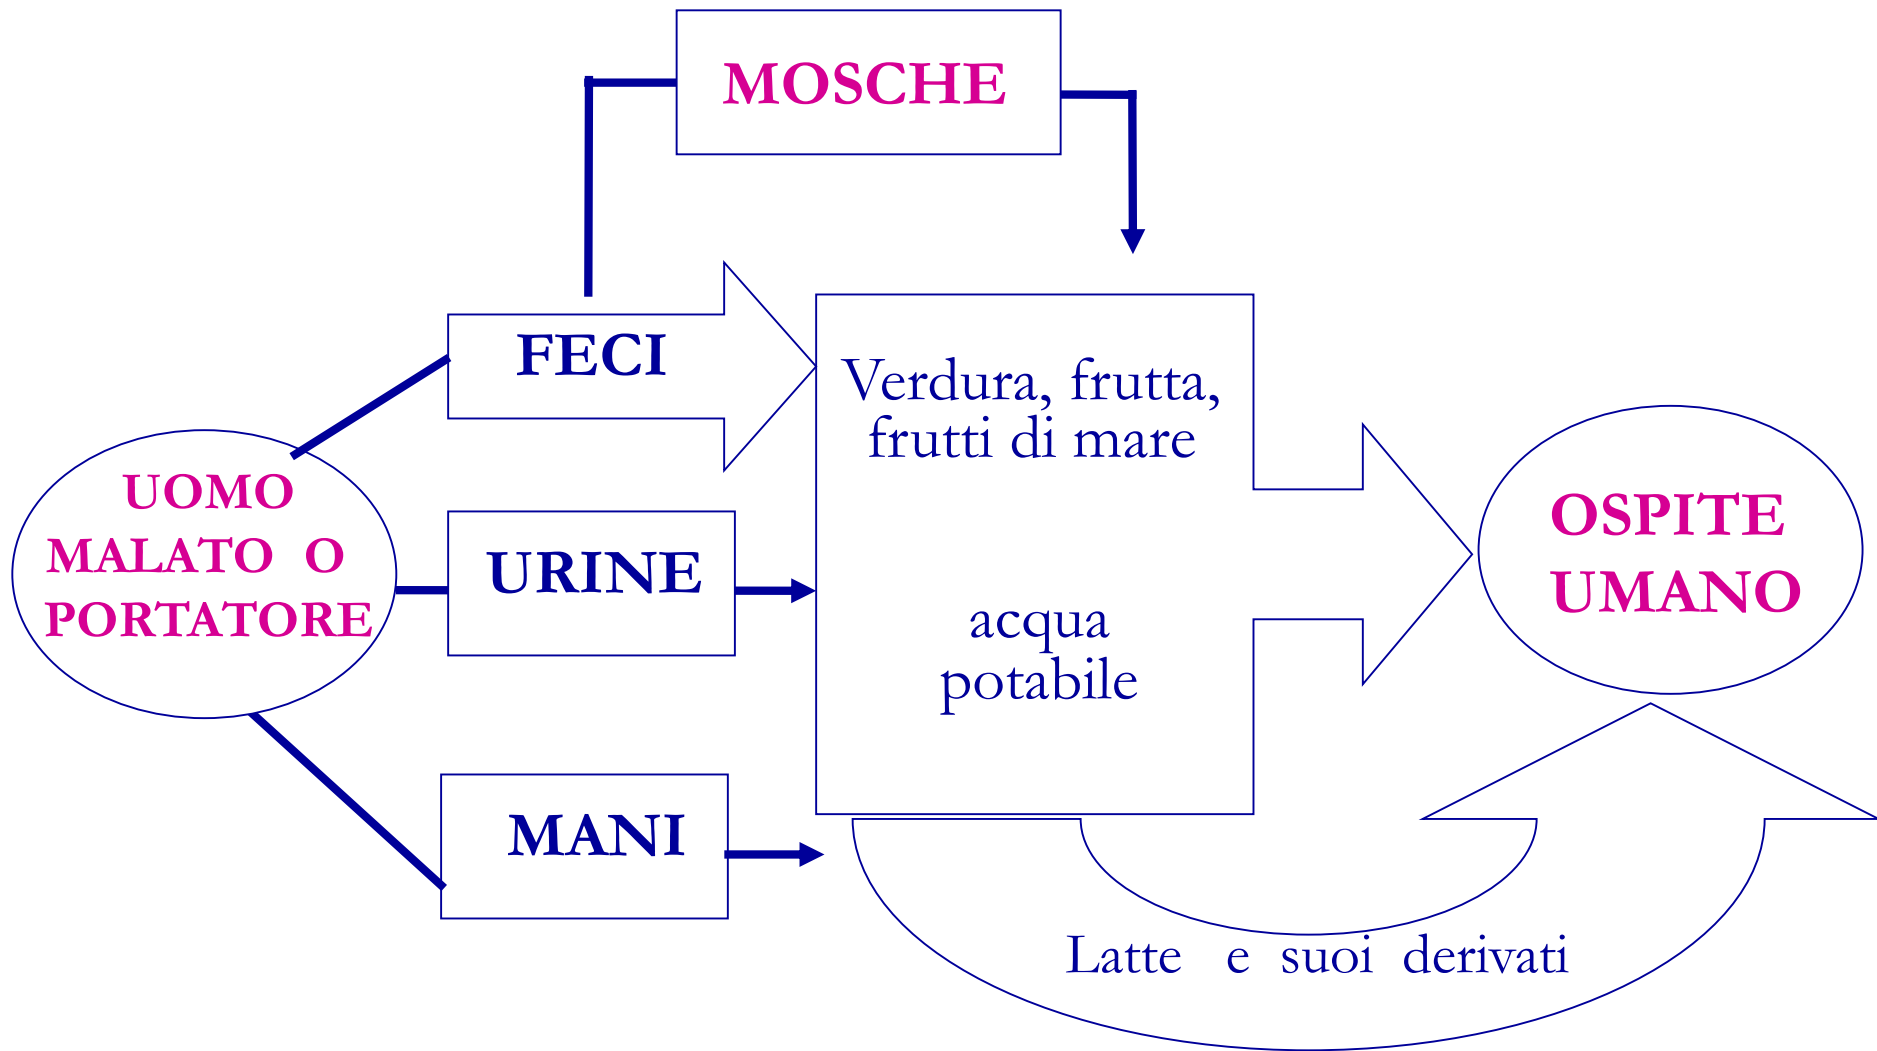 MOSCHE
FECI
Verdura, frutta,
frutti di mare
UOMO
MALATO O
PORTATORE
URINE
OSPITE
UMANO
acqua
potabile
MANI
Latte e suoi derivati